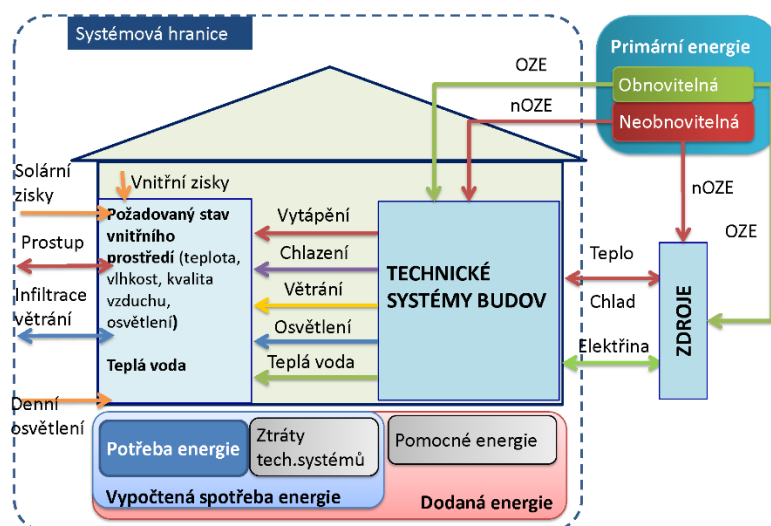 Systémová hranice
Primární energie
Obnovitelná
Neobnovitelná
OZE
nOZE
nOZE
OZE
Solární
zisky
Vnitřní zisky
Prostup
Infiltrace
větrání
Denní
osvětlení
Požadovaný stav
vnitřního
prostředí (teplota,
vlhkost, kvalita
vzduchu,
osvětlení)
Teplá voda
Vytápění
Chlazení
Větrání
Osvětlení
Teplá voda
TECHNICKÉ
SYSTÉMY BUDOV
Teplo
Chlad
Elektřina
ZDROJE
Potřeba energie
Ztráty
tech.systémů
Pomocné energie
Vypočtená spotřeba energie
Dodaná energie